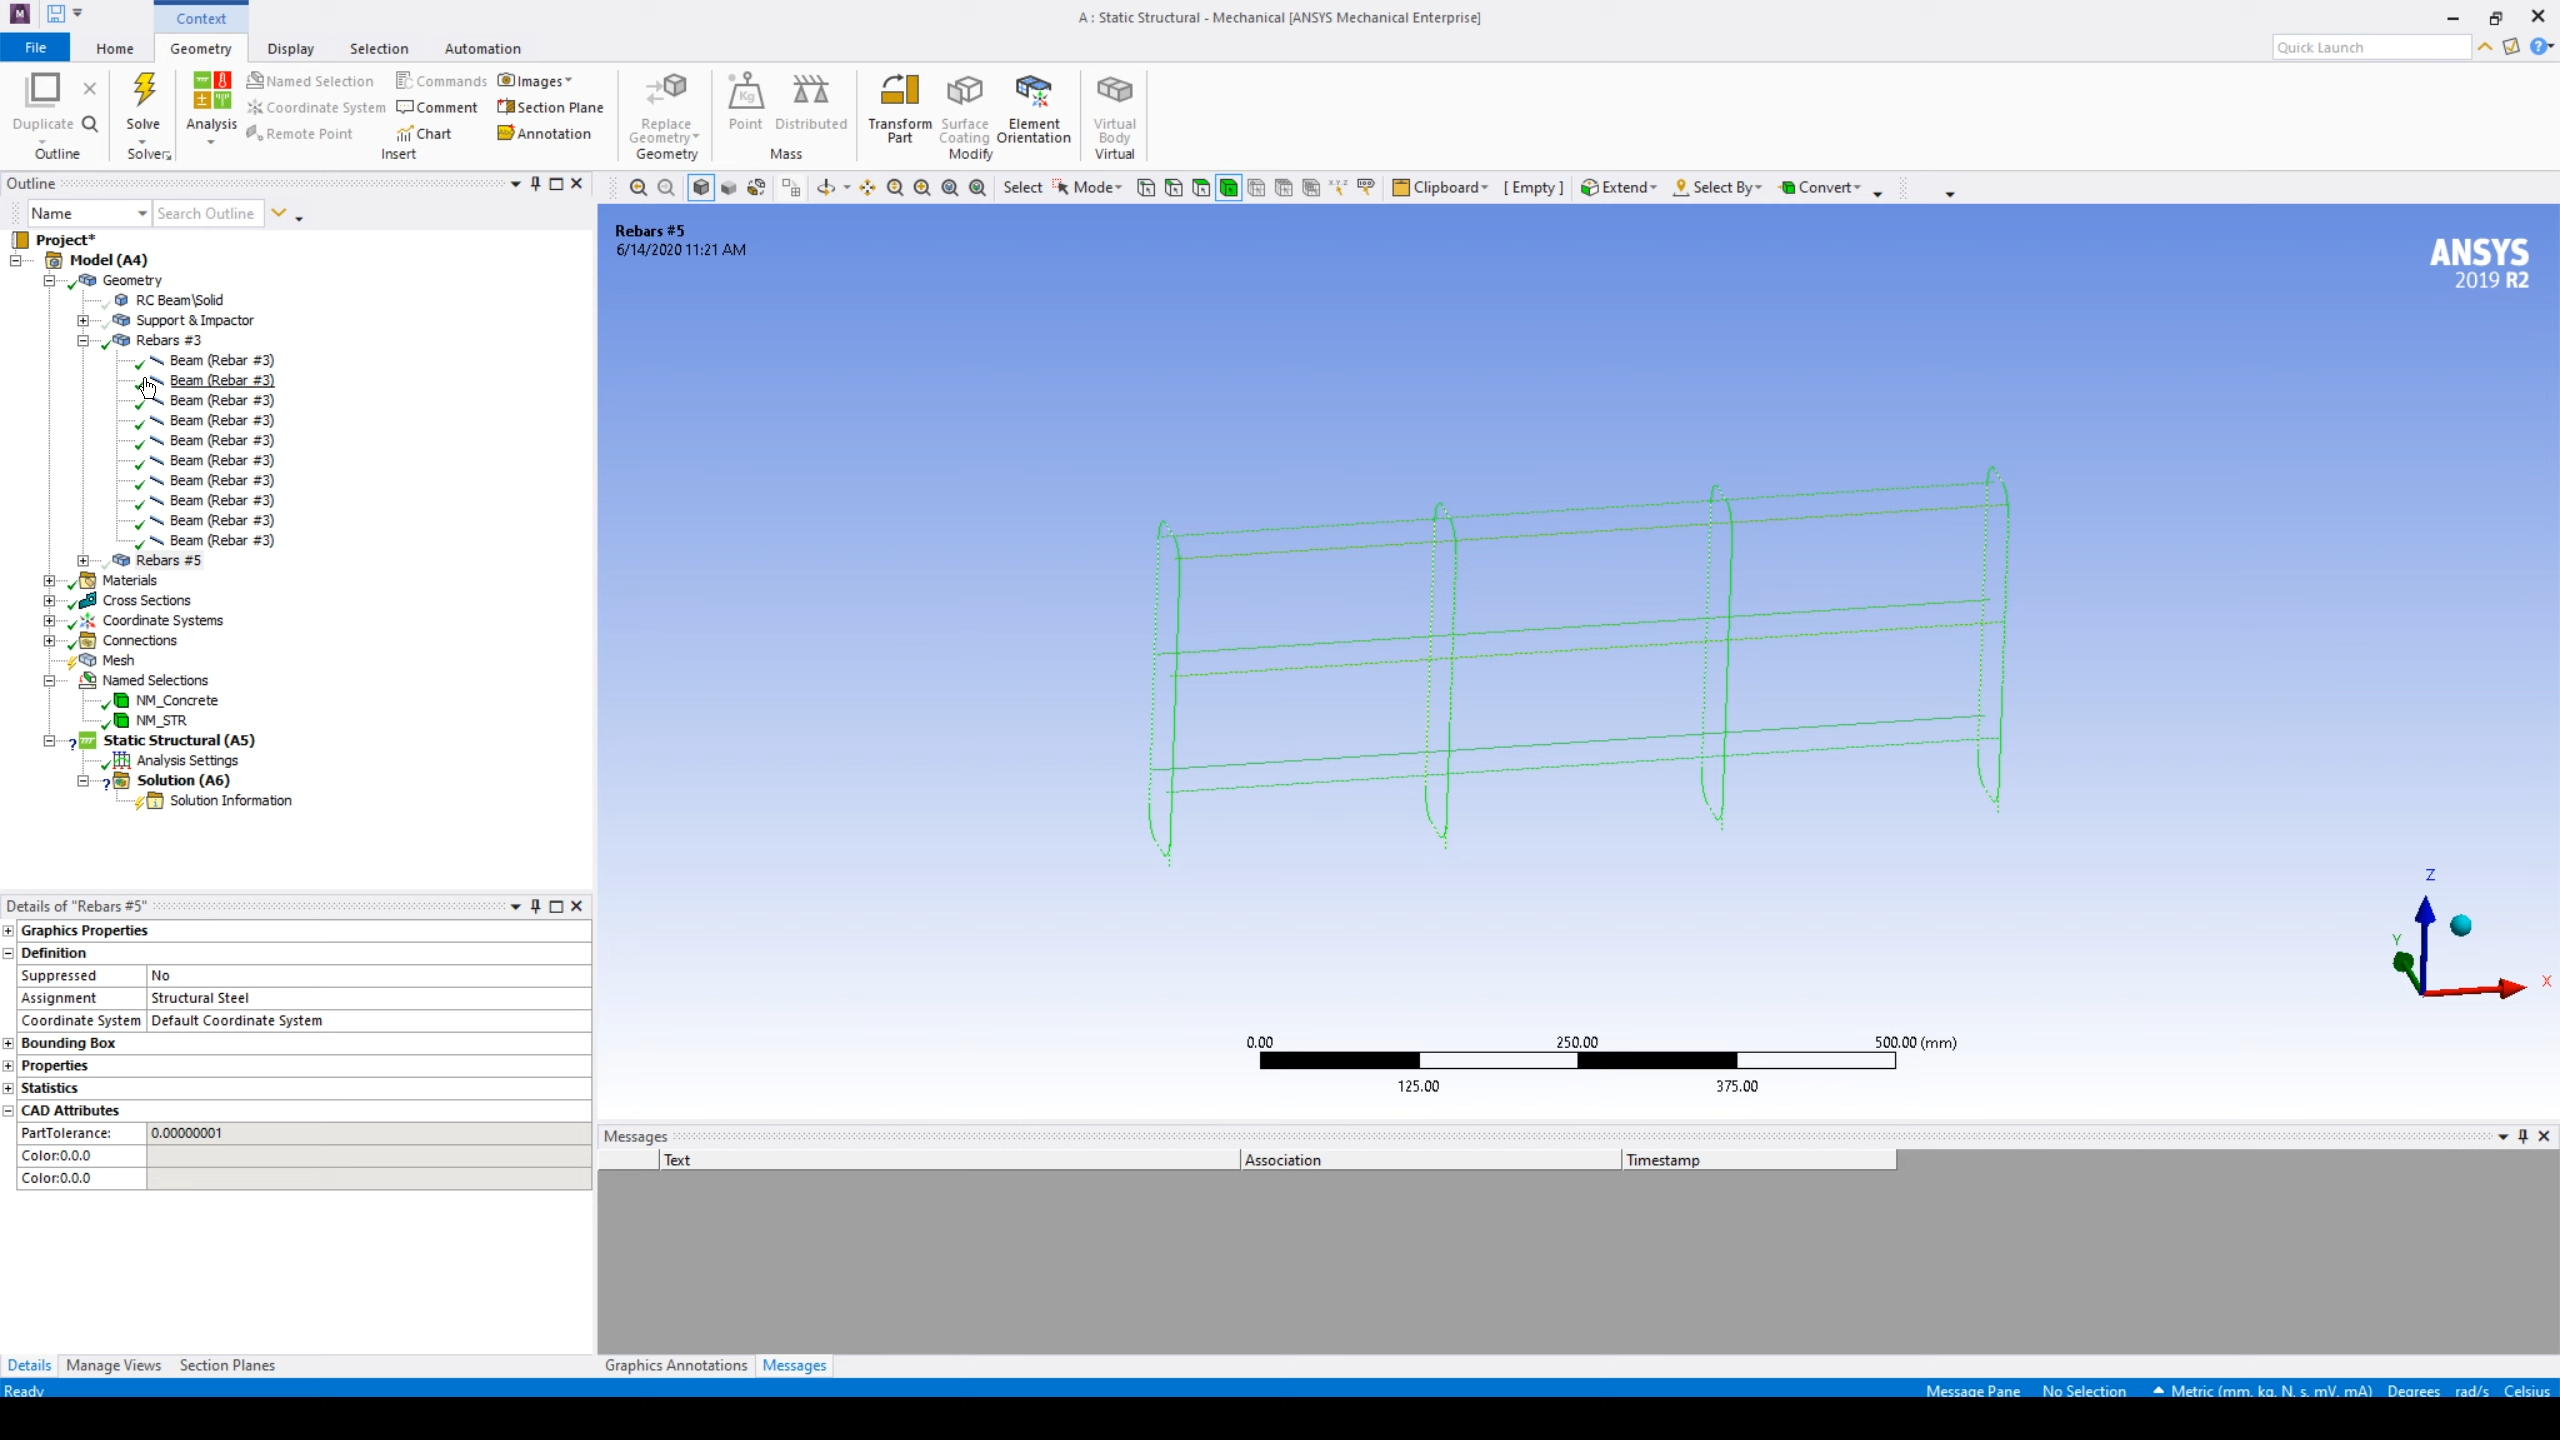 M
Context
A : Static Structural - Mechanical [ANSYS Mechanical Enterprise]
File Home Geometry Display Selection Automation
Quick Launch
Duplicate
Outline
Solve
Solvers
Analysis
Named Selection
Coordinate System
Remote Point
Commands
Comment
Chart
Images
Section Plane
Annotation
Insert
Replace
Geometry
Geometry
Kg
Point
Distributed
Mass
Transform
Part
Surface
Coating
Element
Orientation
Modify
Virtual
Body
Virtual
Outline
Name Search Outline
Select Mode Clipboard [ Empty ] Extend Select By Convert
Project*
Model (A4)
Geometry
RC Beam\Solid
Support & Impactor
Rebars #3
Beam (Rebar #3)
Beam (Rebar #3)
Beam (Rebar #3)
Beam (Rebar #3)
Beam (Rebar #3)
Beam (Rebar #3)
Beam (Rebar #3)
Beam (Rebar #3)
Beam (Rebar #3)
Beam (Rebar #3)
Rebars #5
Materials
Cross Sections
Coordinate Systems
Connections
Mesh
Named Selections
NM_Concrete
NM_STR
Static Structural (A5)
Analysis Settings
Solution (A6)
Solution Information
Rebars #5
6/14/2020 11:21 AM
ANSYS
2019 R2
Z
Y
X
0.00 250.00 500.00 (mm)
125.00 375.00
Details of "Rebars #5"
Graphics Properties
Definition
Suppressed No
Assignment Structural Steel
Coordinate System Default Coordinate System
Bounding Box
Properties
Statistics
CAD Attributes
PartTolerance: 0.00000001
Color:0.0.0
Color:0.0.0
Messages
Text Association Timestamp
Details Manage Views Section Planes
Graphics Annotations Messages
Ready
Message Pane No Selection Metric (mm, kg, N, s, mV, mA) Degrees rad/s Celsius